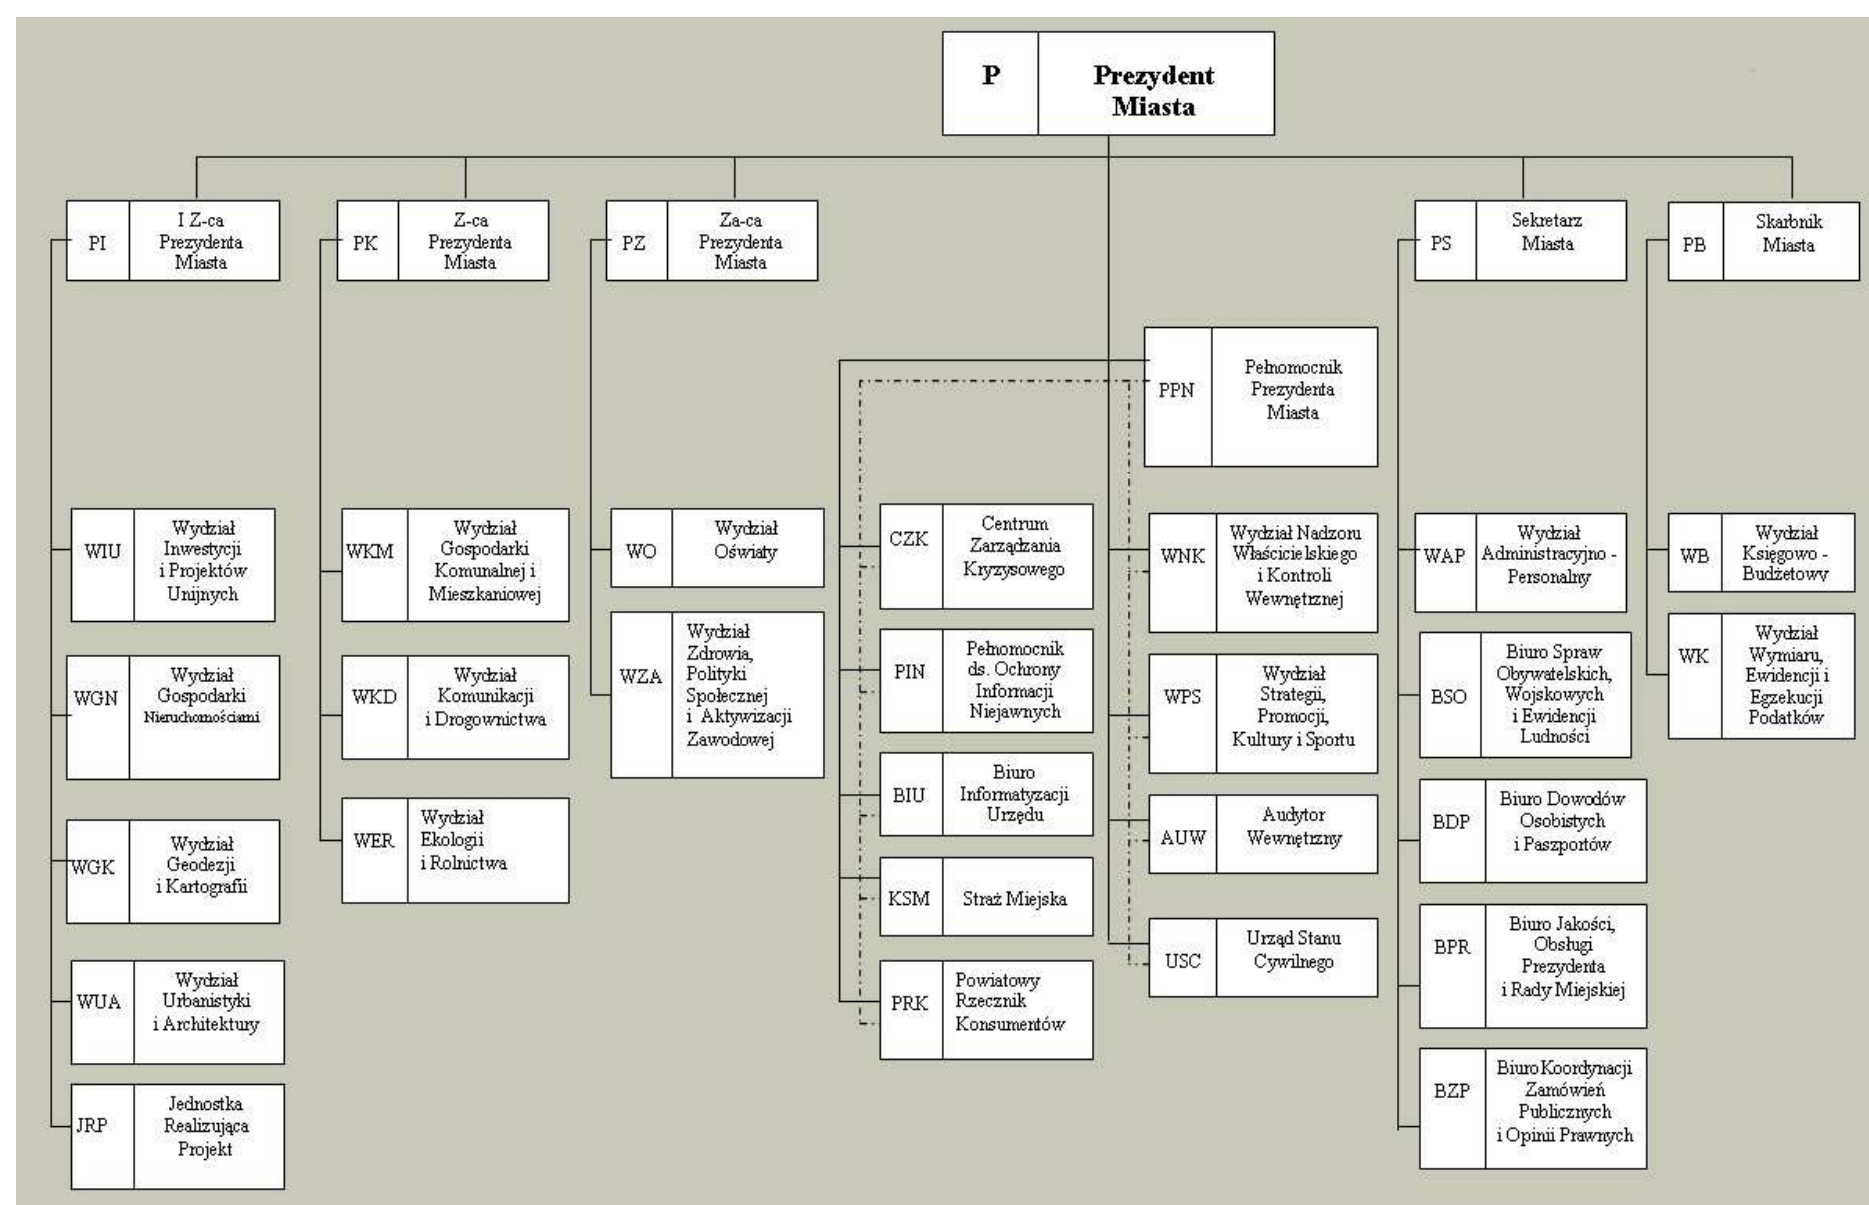 P
Prezydent
Miasta
PI
I Z-ca
Prezydenta
Miasta
PK
Z-ca
Prezydenta
Miasta
PZ
Za-ca
Prezydenta
Miasta
PS
Sekretarz
Miasta
PB
Skarbnik
Miasta
PPN
Pełnomocnik
Prezydenta
Miasta
WIU
Wydział
Inwestycji
i Projektów
Unijnych
WGN
Wydział
Gospodarki
Nieruchomościami
WGK
Wydział
Geodezji
i Kartografii
WUA
Wydział
Urbanistyki
i Architektury
JRP
Jednostka
Realizująca
Projekt
WKM
Wydział
Gospodarki
Komunalnej i
Mieszkaniowej
WKD
Wydział
Komunikacji
i Drogownictwa
WER
Wydział
Ekologii
i Rolnictwa
WO
Wydział
Oświaty
WZA
Wydział
Zdrowia,
Polityki
Społecznej
i Aktywizacji
Zawodowej
CZK
Centrum
Zarządzania
Kryzysowego
PIN
Pełnomocnik
ds. Ochrony
Informacji
Niejawnych
BIU
Biuro
Informatyzacji
Urzędu
KSM
Straż Miejska
PRK
Powiatowy
Rzecznik
Konsumentów
WNK
Wydział Nadzoru
Właścicielskiego
i Kontroli
Wewnętrznej
WPS
Wydział
Strategii,
Promocji,
Kultury i Sportu
AUW
Audytor
Wewnętrzny
USC
Urząd Stanu
Cywilnego
WAP
Wydział
Administracyjno -
Personalny
BSO
Biuro Spraw
Obywatelskich,
Wojskowych
i Ewidencji
Ludności
BDP
Biuro Dowodów
Osobistych
i Paszportów
BPR
Biuro Jakości,
Obsługi
Prezydenta
i Rady Miejskiej
BZP
Biuro Koordynacji
Zamówień
Publicznych
i Opinii Prawnych
WB
Wydział
Księgowo -
Budżetowy
WK
Wydział
Wymiaru,
Ewidencji i
Egzekucji
Podatków